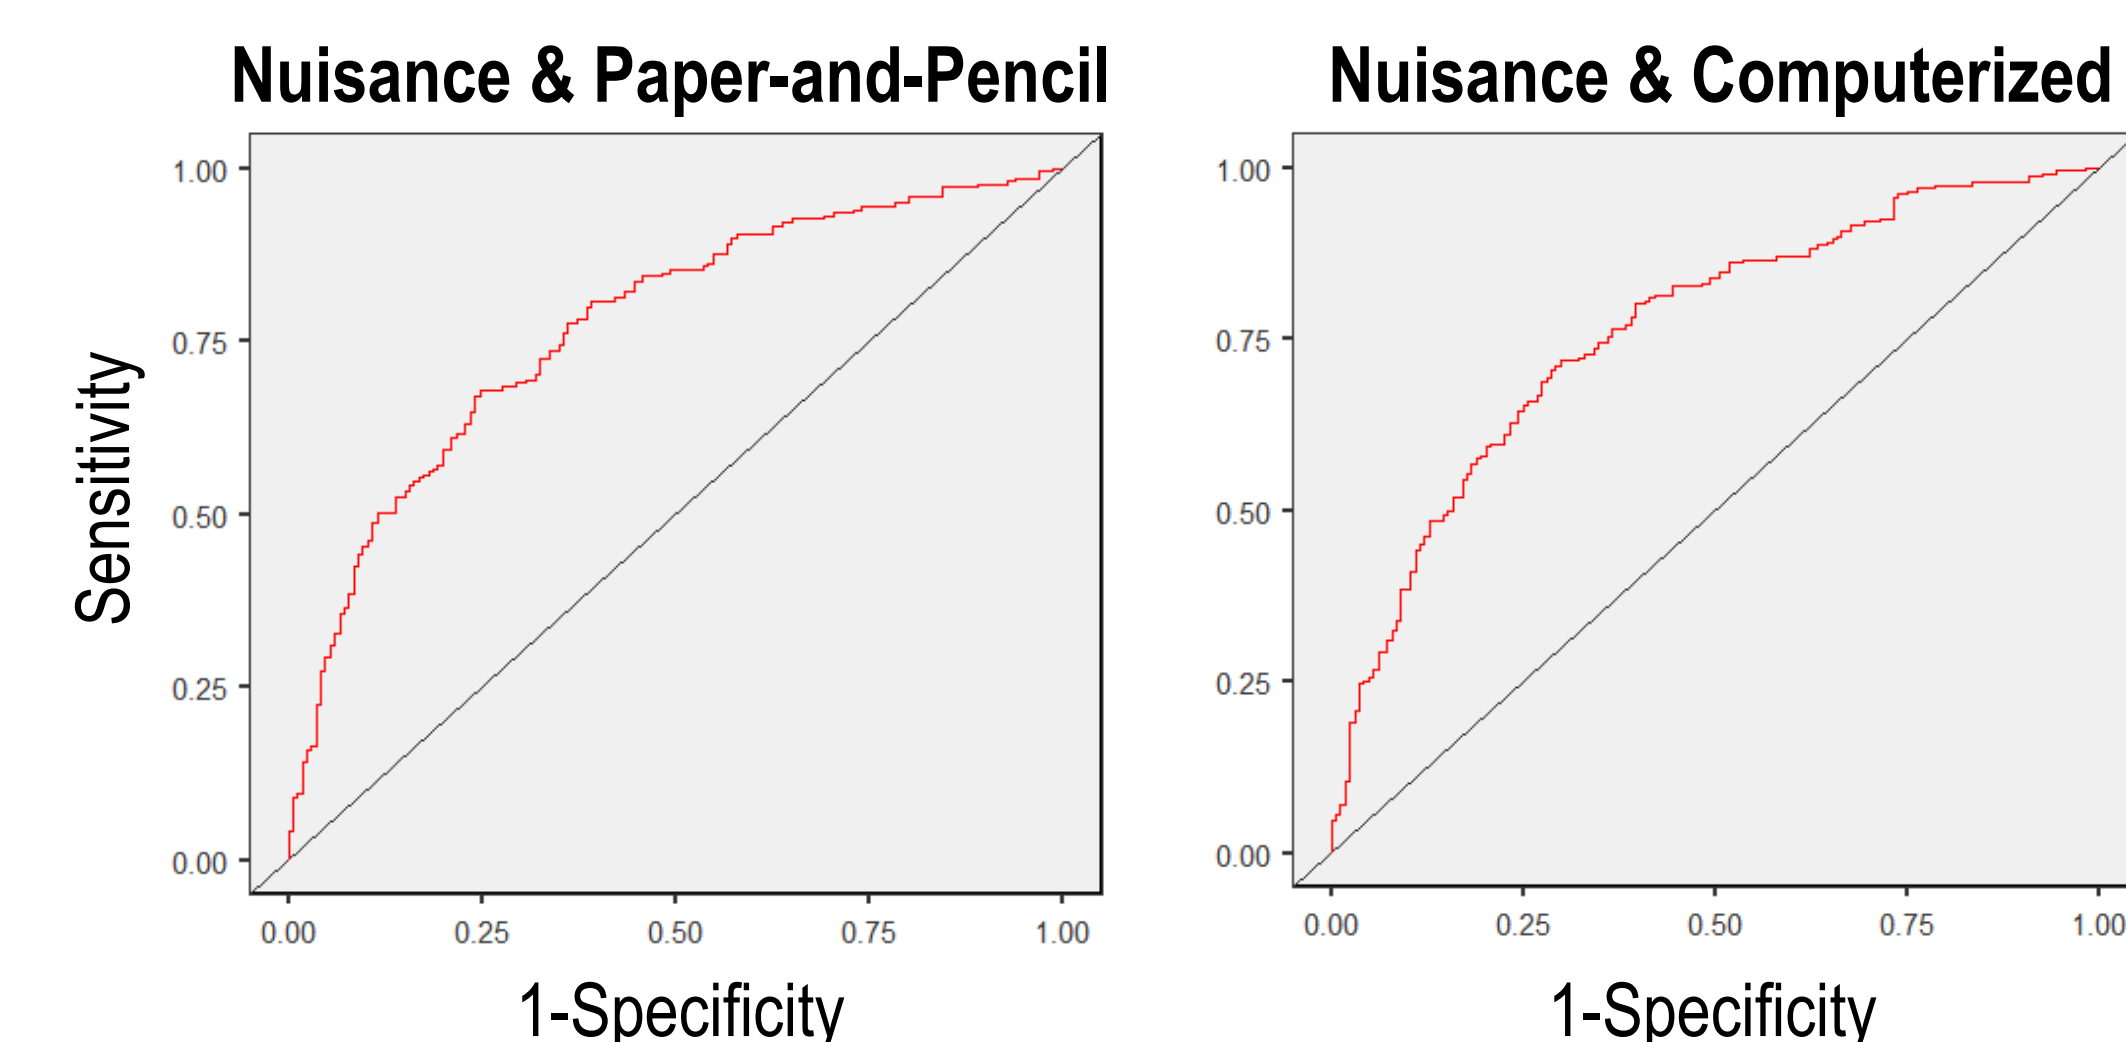 Nuisance & Paper-and-Pencil
1.00
0.75
0.50
0.25
0.00
Sensitivity
0.00 0.25 0.50 0.75 1.00
1-Specificity
Nuisance & Computerized
1.00
0.75
0.50
0.25
0.00
0.00 0.25 0.50 0.75 1.00
1-Specificity